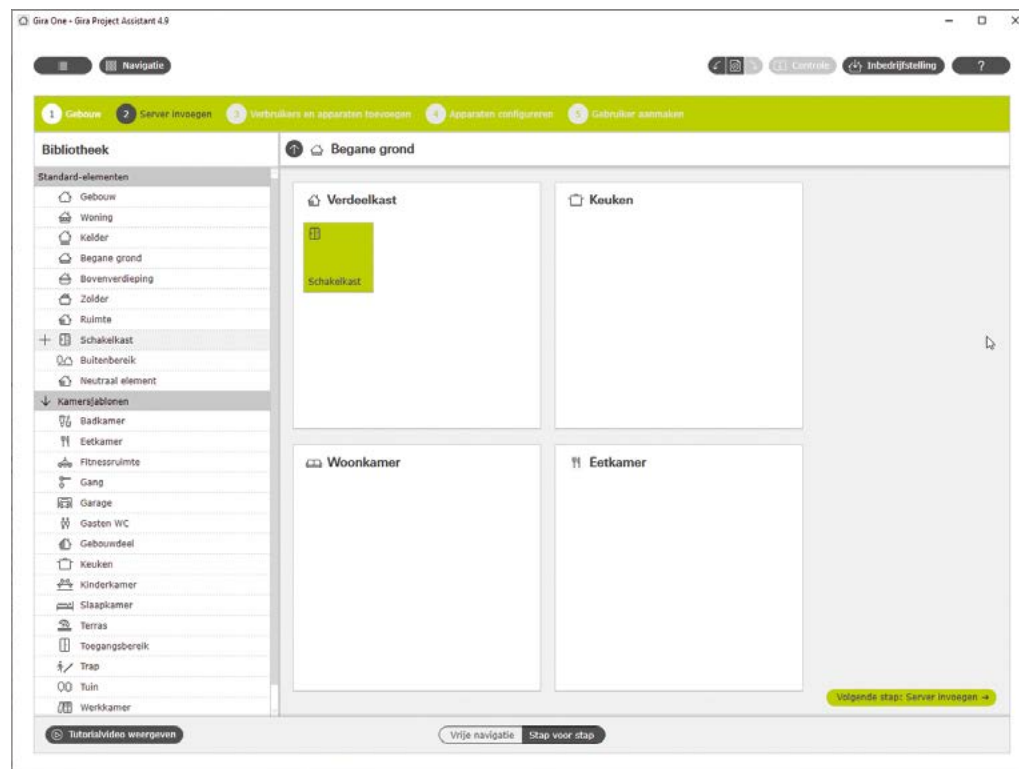 Gira One - Gira Project Assistant 4.9
Navigatie
Controle
Inbedrijfstelling
?
1 Gebouw
2 Server invoegen
3 Verbruikers en apparaten toevoegen
4 Apparaten configureren
5 Gebruiker aanmaken
Bibliotheek
Begane grond
Standard-elementen
Gebouw
Woning
Kelder
Begane grond
Bovenverdieping
Zolder
Ruimte
Schakelkast
Buitenbereik
Neutraal element
Kamersjablonen
Badkamer
Eetkamer
Fitnessruimte
Gang
Garage
Gasten WC
Gebouwdeel
Keuken
Kinderkamer
Slaapkamer
Terras
Toegangsbereik
Trap
Tuin
Werkkamer
Verdeelkast
Schakelkast
Keuken
Woonkamer
Eetkamer
Volgende stap: Server invoegen
Tutorialvideo weergeven
Vrije navigatie
Stap voor stap